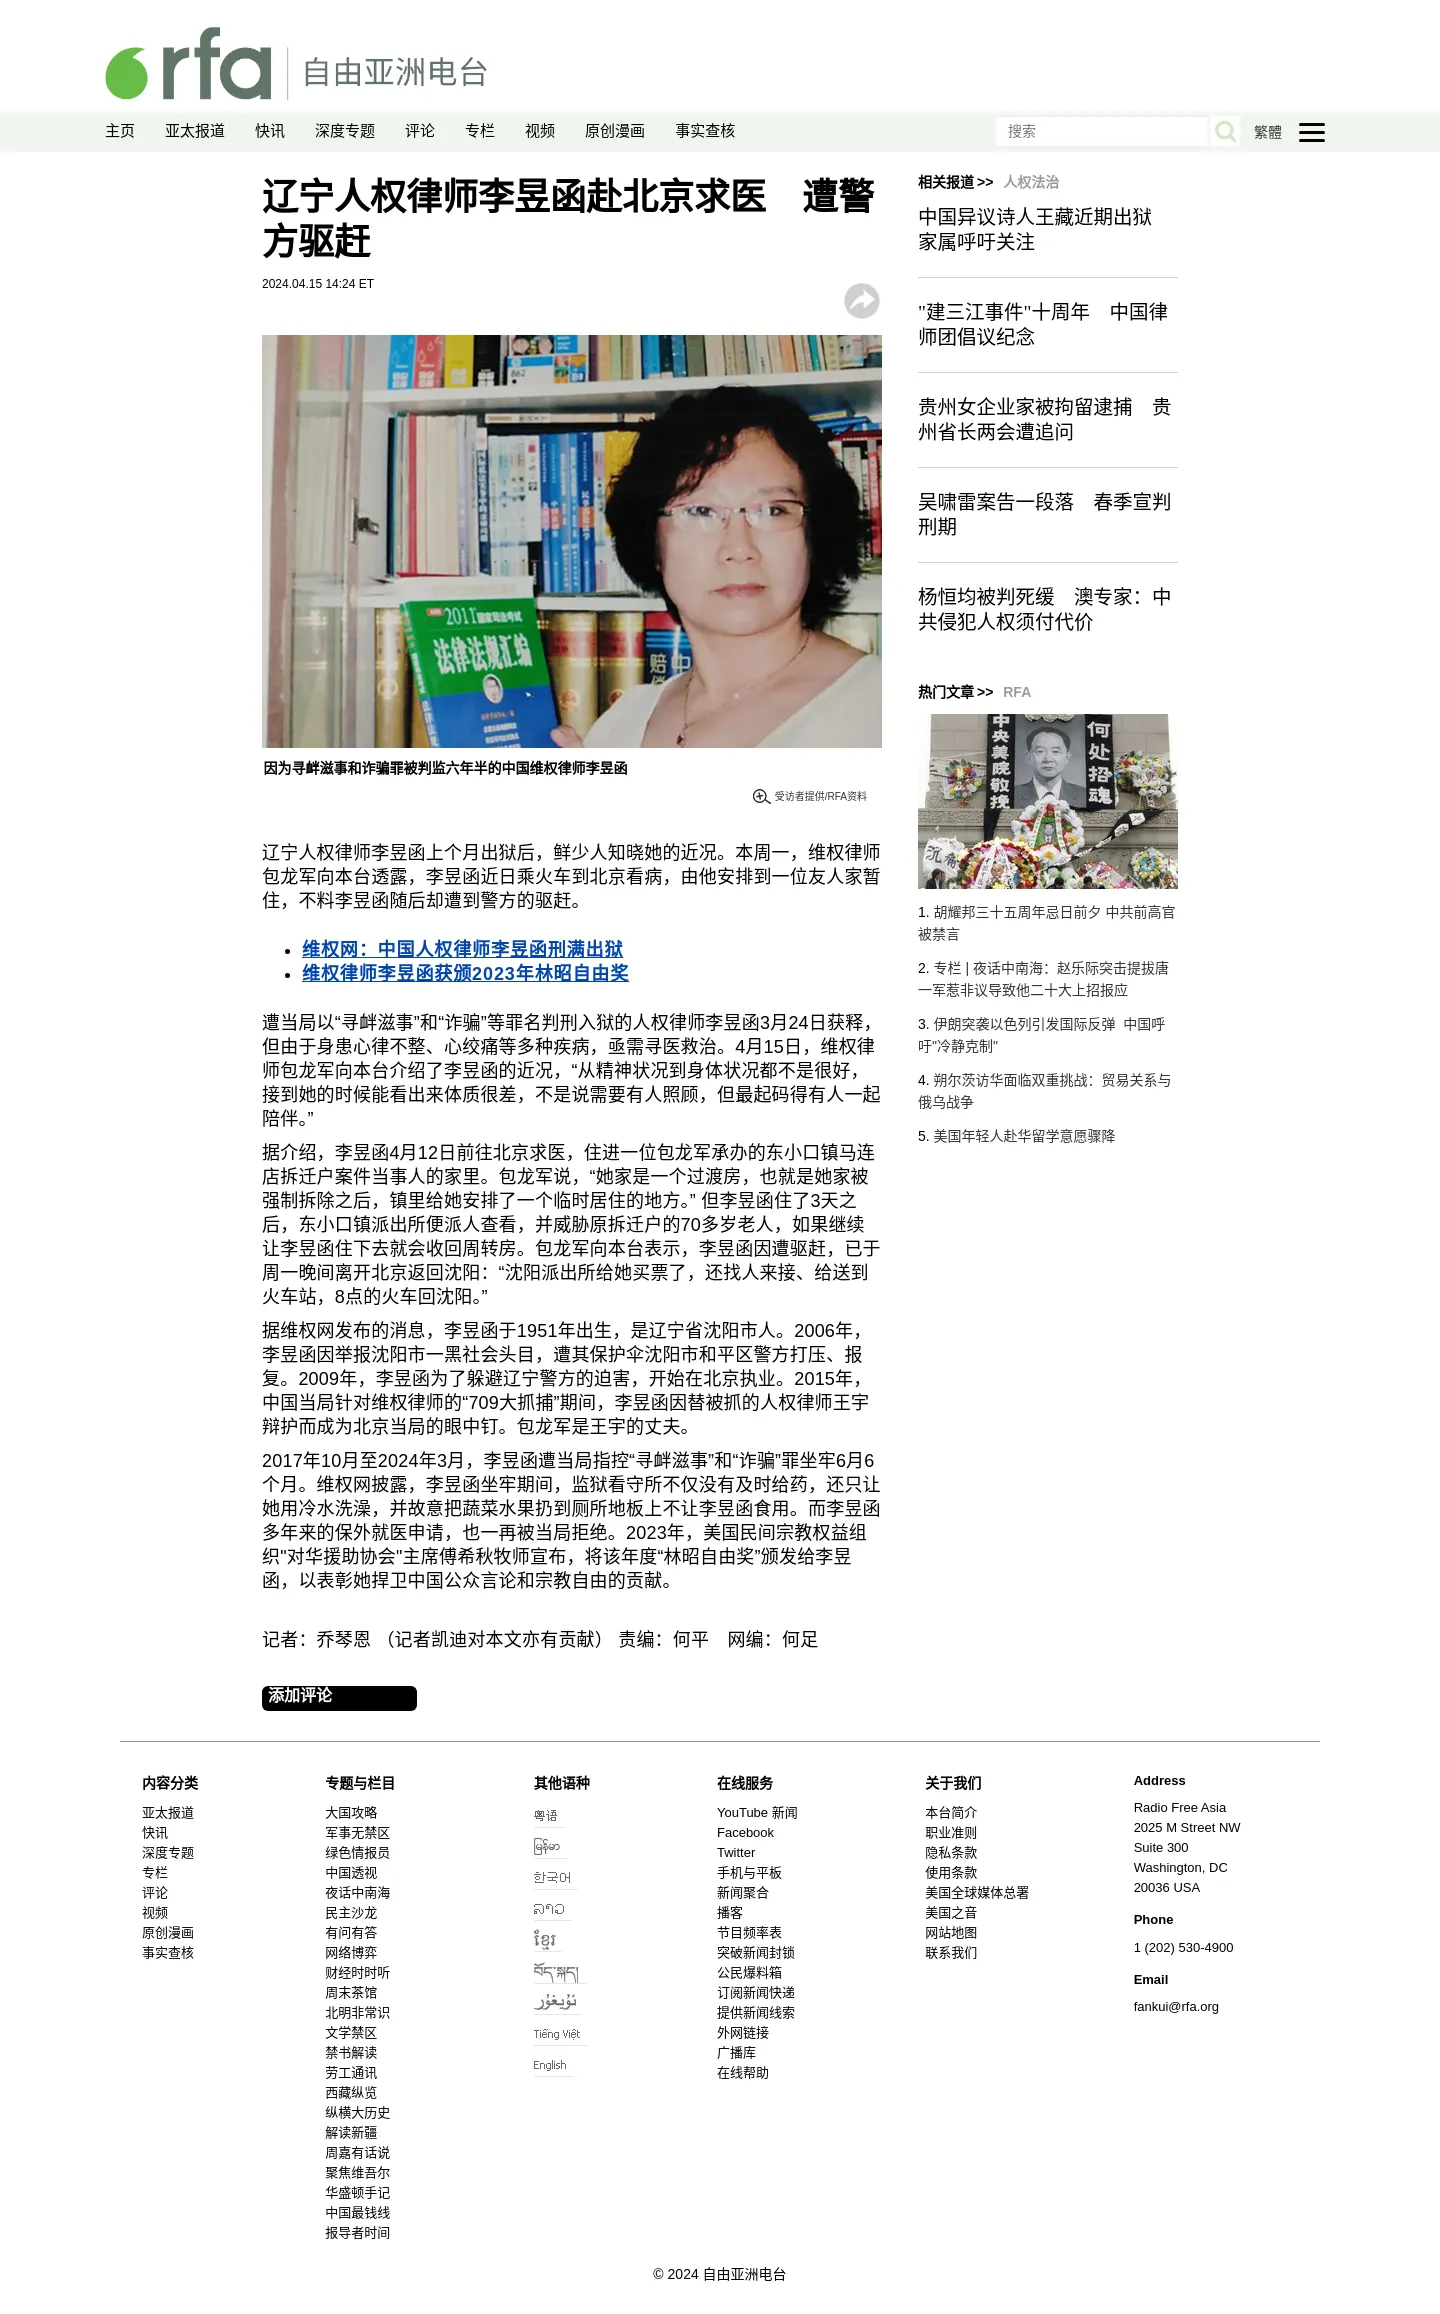 rfa 自由亚洲电台
主页 亚太报道 快讯 深度专题 评论 专栏 视频 原创漫画 事实查核 搜索 繁體
辽宁人权律师李昱函赴北京求医　遭警
方驱赶
2024.04.15 14:24 ET
2011
国家司法考试
法律法规汇编
因为寻衅滋事和诈骗罪被判监六年半的中国维权律师李昱函
受访者提供/RFA资料
辽宁人权律师李昱函上个月出狱后，鲜少人知晓她的近况。本周一，维权律师
包龙军向本台透露，李昱函近日乘火车到北京看病，由他安排到一位友人家暂
住，不料李昱函随后却遭到警方的驱赶。
维权网：中国人权律师李昱函刑满出狱
维权律师李昱函获颁2023年林昭自由奖
遭当局以“寻衅滋事”和“诈骗”等罪名判刑入狱的人权律师李昱函3月24日获释，
但由于身患心律不整、心绞痛等多种疾病，亟需寻医救治。4月15日，维权律
师包龙军向本台介绍了李昱函的近况，“从精神状况到身体状况都不是很好，
接到她的时候能看出来体质很差，不是说需要有人照顾，但最起码得有人一起
陪伴。”
据介绍，李昱函4月12日前往北京求医，住进一位包龙军承办的东小口镇马连
店拆迁户案件当事人的家里。包龙军说，“她家是一个过渡房，也就是她家被
强制拆除之后，镇里给她安排了一个临时居住的地方。” 但李昱函住了3天之
后，东小口镇派出所便派人查看，并威胁原拆迁户的70多岁老人，如果继续
让李昱函住下去就会收回周转房。包龙军向本台表示，李昱函因遭驱赶，已于
周一晚间离开北京返回沈阳：“沈阳派出所给她买票了，还找人来接、给送到
火车站，8点的火车回沈阳。”
据维权网发布的消息，李昱函于1951年出生，是辽宁省沈阳市人。2006年，
李昱函因举报沈阳市一黑社会头目，遭其保护伞沈阳市和平区警方打压、报
复。2009年，李昱函为了躲避辽宁警方的迫害，开始在北京执业。2015年，
中国当局针对维权律师的“709大抓捕”期间，李昱函因替被抓的人权律师王宇
辩护而成为北京当局的眼中钉。包龙军是王宇的丈夫。
2017年10月至2024年3月，李昱函遭当局指控“寻衅滋事”和“诈骗”罪坐牢6月6
个月。维权网披露，李昱函坐牢期间，监狱看守所不仅没有及时给药，还只让
她用冷水洗澡，并故意把蔬菜水果扔到厕所地板上不让李昱函食用。而李昱函
多年来的保外就医申请，也一再被当局拒绝。2023年，美国民间宗教权益组
织"对华援助协会"主席傅希秋牧师宣布，将该年度“林昭自由奖”颁发给李昱
函，以表彰她捍卫中国公众言论和宗教自由的贡献。
记者：乔琴恩 （记者凯迪对本文亦有贡献） 责编：何平　网编：何足
添加评论
相关报道 >> 人权法治
中国异议诗人王藏近期出狱
家属呼吁关注
"建三江事件"十周年　中国律
师团倡议纪念
贵州女企业家被拘留逮捕　贵
州省长两会遭追问
吴啸雷案告一段落　春季宣判
刑期
杨恒均被判死缓　澳专家：中
共侵犯人权须付代价
热门文章 >> RFA
中央美院敬挽
何处招魂
1. 胡耀邦三十五周年忌日前夕 中共前高官
被禁言
2. 专栏 | 夜话中南海：赵乐际突击提拔唐
一军惹非议导致他二十大上招报应
3. 伊朗突袭以色列引发国际反弹  中国呼
吁"冷静克制"
4. 朔尔茨访华面临双重挑战：贸易关系与
俄乌战争
5. 美国年轻人赴华留学意愿骤降
内容分类
亚太报道
快讯
深度专题
专栏
评论
视频
原创漫画
事实查核
专题与栏目
大国攻略
军事无禁区
绿色情报员
中国透视
夜话中南海
民主沙龙
有问有答
网络博弈
财经时时听
周末茶馆
北明非常识
文学禁区
禁书解读
劳工通讯
西藏纵览
纵横大历史
解读新疆
周嘉有话说
聚焦维吾尔
华盛顿手记
中国最钱线
报导者时间
其他语种
粤语
မြန်မာ
한국어
ລາວ
ខ្មែរ
བོད་སྐད།
ئۇيغۇر
Tiếng Việt
English
在线服务
YouTube 新闻
Facebook
Twitter
手机与平板
新闻聚合
播客
节目频率表
突破新闻封锁
公民爆料箱
订阅新闻快递
提供新闻线索
外网链接
广播库
在线帮助
关于我们
本台简介
职业准则
隐私条款
使用条款
美国全球媒体总署
美国之音
网站地图
联系我们
Address
Radio Free Asia
2025 M Street NW
Suite 300
Washington, DC
20036 USA
Phone
1 (202) 530-4900
Email
fankui@rfa.org
© 2024 自由亚洲电台